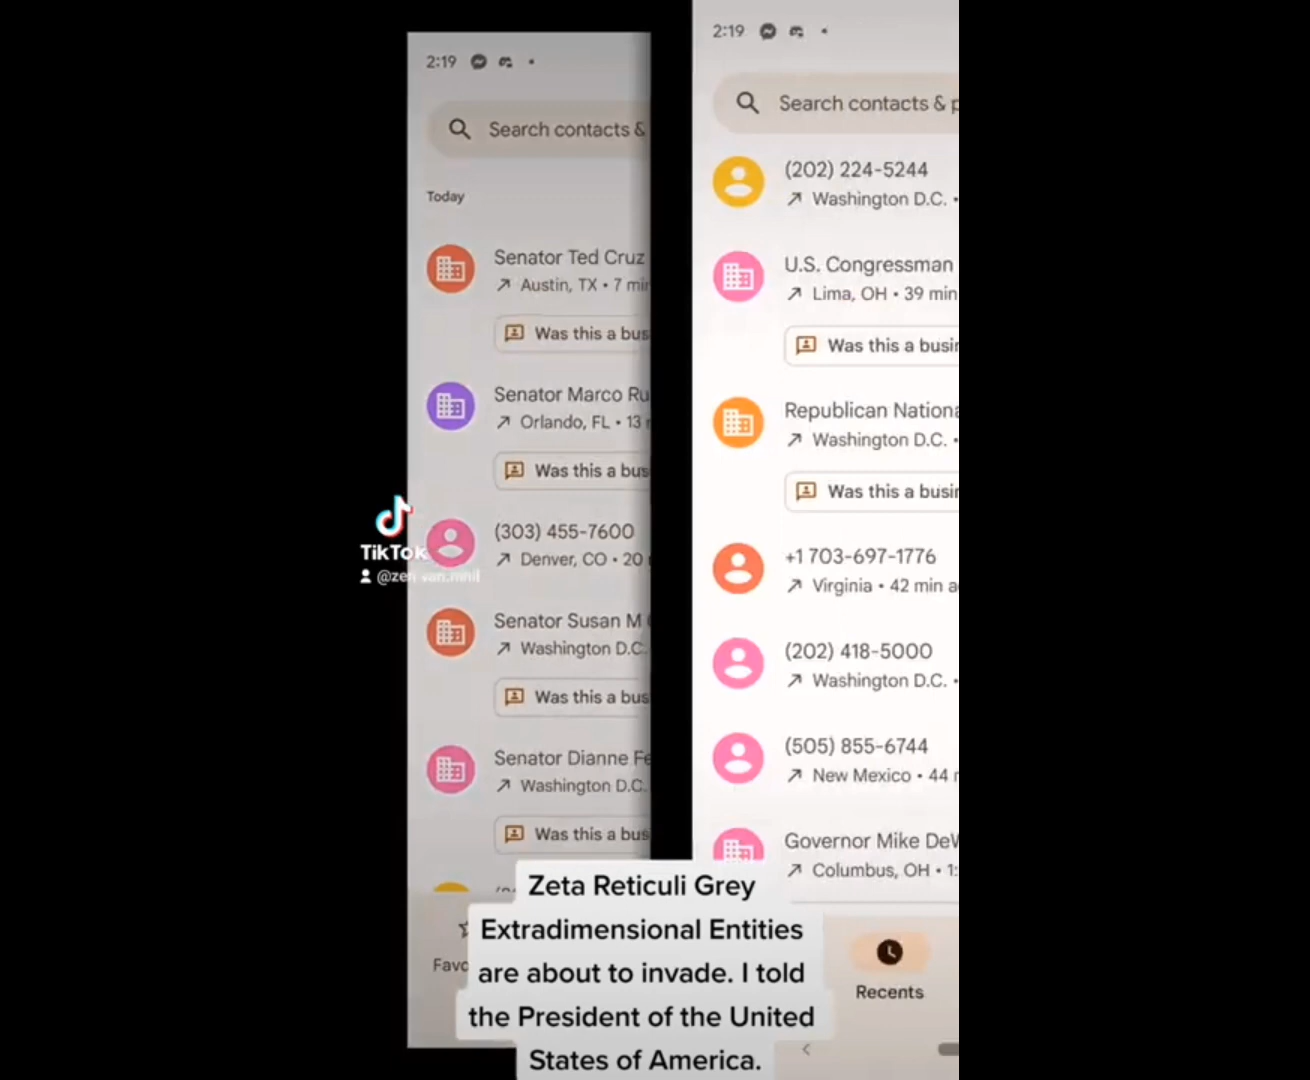 2:19
Search contacts &
Today
Senator Ted Cruz
Austin, TX • 7 min
Was this a bus
Senator Marco Ru
Orlando, FL • 13
Was this a bus
(303) 455-7600
Denver, CO • 20
Senator Susan M
Washington D.C.
Was this a bus
Senator Dianne Fe
Washington D.C.
Was this a bus
Favo
TikTok
2:19
Search contacts & p
(202) 224-5244
Washington D.C. •
U.S. Congressman
Lima, OH • 39 min
Was this a busin
Republican Nationa
Washington D.C. •
Was this a busin
+1 703-697-1776
Virginia • 42 min a
(202) 418-5000
Washington D.C. •
(505) 855-6744
New Mexico • 44
Governor Mike DeW
Columbus, OH • 1:
Recents
Zeta Reticuli Grey
Extradimensional Entities
are about to invade. I told
the President of the United
States of America.